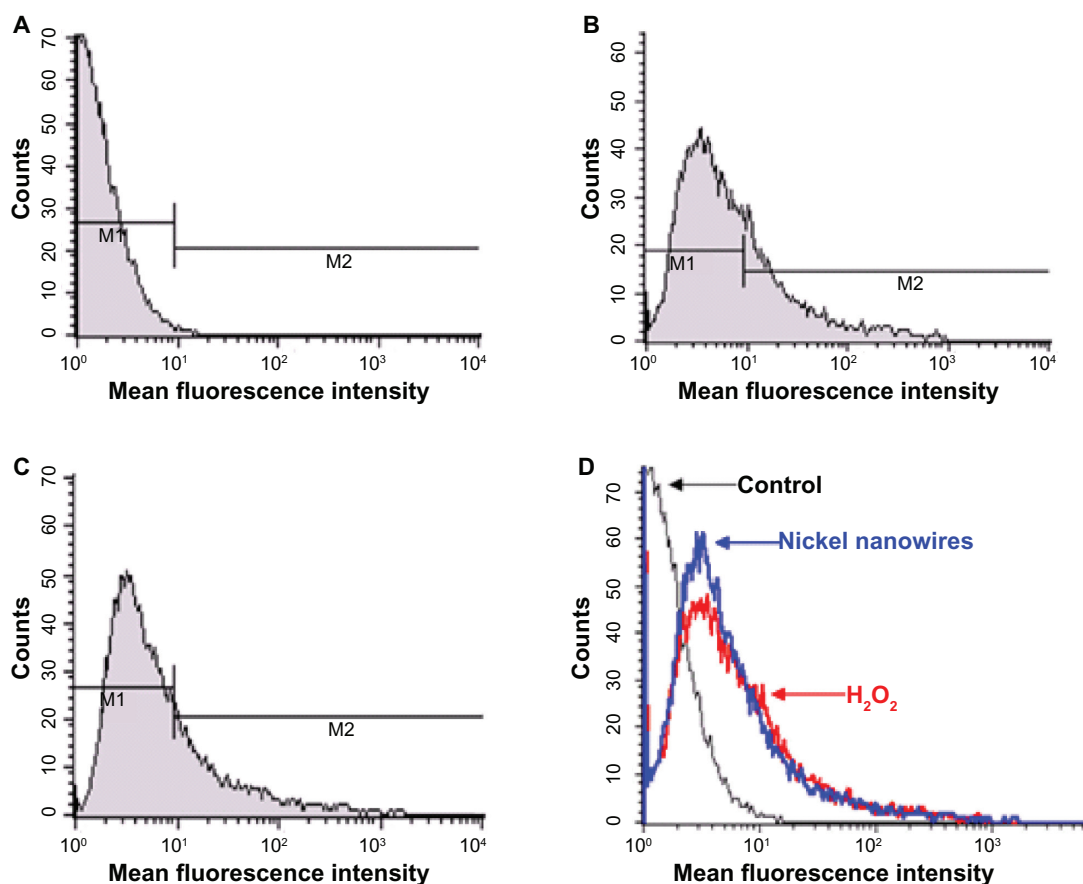 A
70
60
50
40
30
20
10
0
Counts
M1
M2
10⁰ 10¹ 10² 10³ 10⁴
Mean fluorescence intensity
B
60
50
40
30
20
10
0
Counts
M1
M2
10⁰ 10¹ 10² 10³ 10⁴
Mean fluorescence intensity
C
70
60
50
40
30
20
10
0
Counts
M1
M2
10⁰ 10¹ 10² 10³ 10⁴
Mean fluorescence intensity
D
70
60
50
40
30
20
10
0
Counts
Control
Nickel nanowires
H₂O₂
10⁰ 10¹ 10² 10³
Mean fluorescence intensity